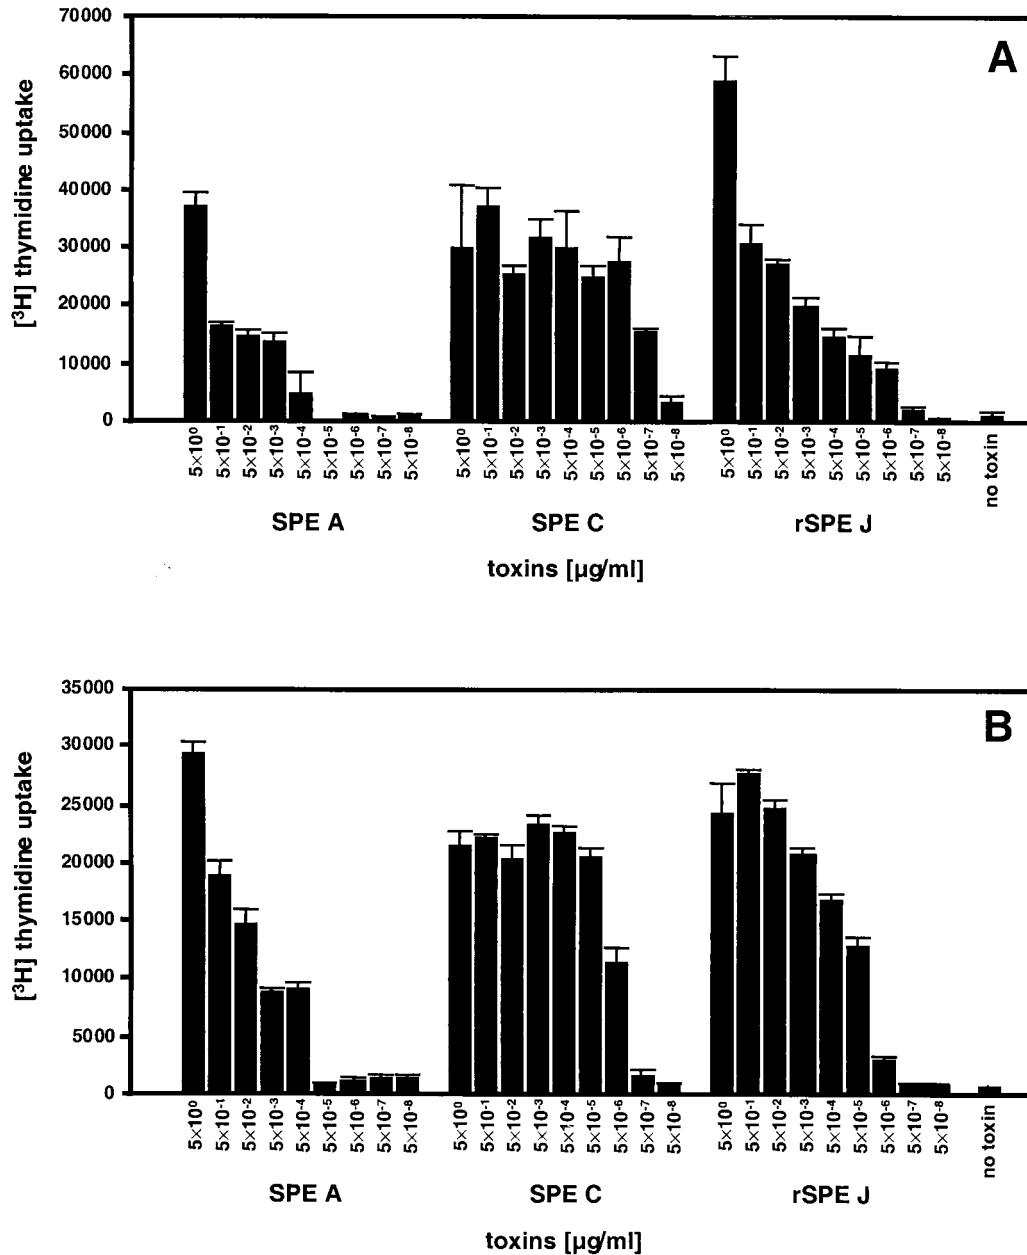 70000
A
60000
50000
40000
30000
20000
10000
0
[³H] thymidine uptake
5×10⁰ 5×10⁻¹ 5×10⁻² 5×10⁻³ 5×10⁻⁴ 5×10⁻⁵ 5×10⁻⁶ 5×10⁻⁷ 5×10⁻⁸ 5×10⁰ 5×10⁻¹ 5×10⁻² 5×10⁻³ 5×10⁻⁴ 5×10⁻⁵ 5×10⁻⁶ 5×10⁻⁷ 5×10⁻⁸ 5×10⁰ 5×10⁻¹ 5×10⁻² 5×10⁻³ 5×10⁻⁴ 5×10⁻⁵ 5×10⁻⁶ 5×10⁻⁷ 5×10⁻⁸ no toxin
SPE A SPE C rSPE J
toxins [µg/ml]
35000
B
30000
25000
20000
15000
10000
5000
0
[³H] thymidine uptake
5×10⁰ 5×10⁻¹ 5×10⁻² 5×10⁻³ 5×10⁻⁴ 5×10⁻⁵ 5×10⁻⁶ 5×10⁻⁷ 5×10⁻⁸ 5×10⁰ 5×10⁻¹ 5×10⁻² 5×10⁻³ 5×10⁻⁴ 5×10⁻⁵ 5×10⁻⁶ 5×10⁻⁷ 5×10⁻⁸ 5×10⁰ 5×10⁻¹ 5×10⁻² 5×10⁻³ 5×10⁻⁴ 5×10⁻⁵ 5×10⁻⁶ 5×10⁻⁷ 5×10⁻⁸ no toxin
SPE A SPE C rSPE J
toxins [µg/ml]